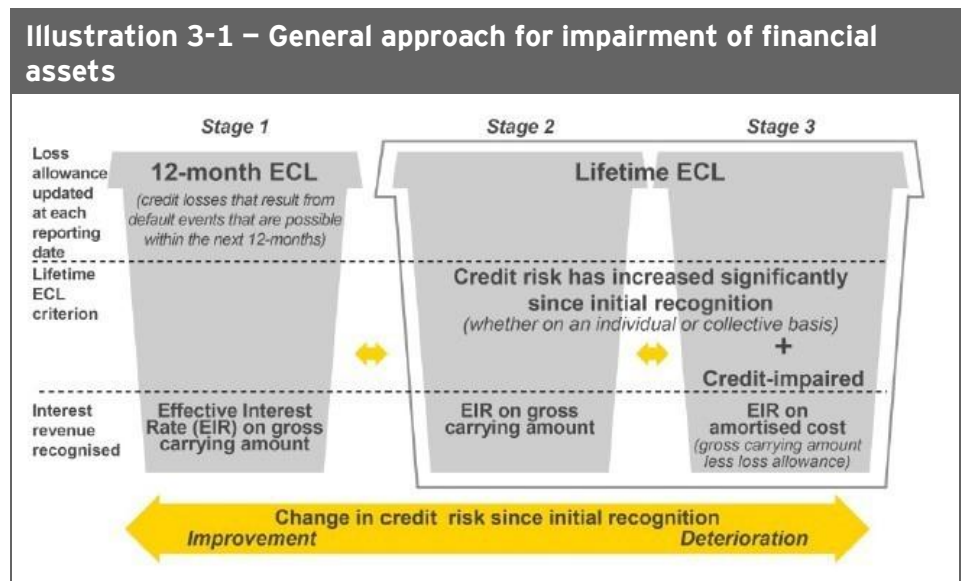 Illustration 3-1 – General approach for impairment of financial
assets
Stage 1
Stage 2
Stage 3
Loss
allowance
updated
at each
reporting
date
12-month ECL
(credit losses that result from
default events that are possible
within the next 12-months)
Lifetime ECL
Lifetime
ECL
criterion
Credit risk has increased significantly
since initial recognition
(whether on an individual or collective basis)
+
Credit-impaired
Interest
revenue
recognised
Effective Interest
Rate (EIR) on gross
carrying amount
EIR on gross
carrying amount
EIR on
amortised cost
(gross carrying amount
less loss allowance)
Change in credit risk since initial recognition
Improvement
Deterioration